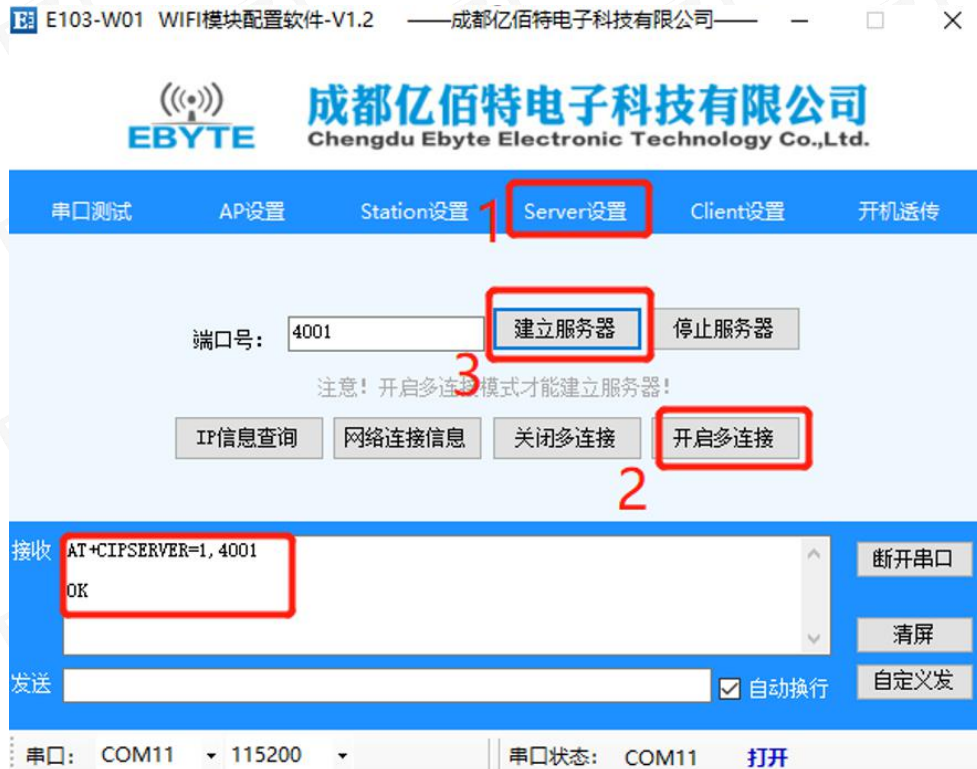 E103-W01 WIFI模块配置软件-V1.2 ——成都亿佰特电子科技有限公司——
EBYTE
成都亿佰特电子科技有限公司
Chengdu Ebyte Electronic Technology Co.,Ltd.
串口测试 AP设置 Station设置 1 Server设置 Client设置 开机透传
端口号: 4001 建立服务器 停止服务器
3
注意! 开启多连接模式才能建立服务器!
IP信息查询 网络连接信息 关闭多连接 开启多连接
2
接收 AT+CIPSERVER=1,4001
OK
断开串口
清屏
发送 自动换行 自定义发
串口: COM11 115200 串口状态: COM11 打开